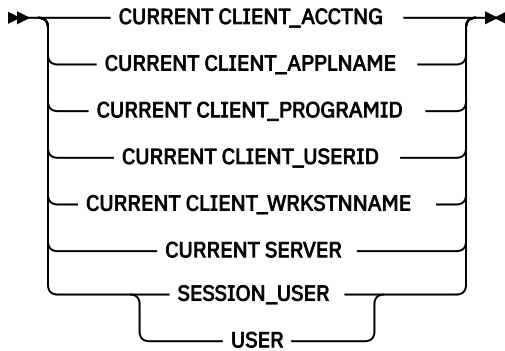 CURRENT CLIENT_ACCTNG
CURRENT CLIENT_APPLNAME
CURRENT CLIENT_PROGRAMID
CURRENT CLIENT_USERID
CURRENT CLIENT_WRKSTNNAME
CURRENT SERVER
SESSION_USER
USER